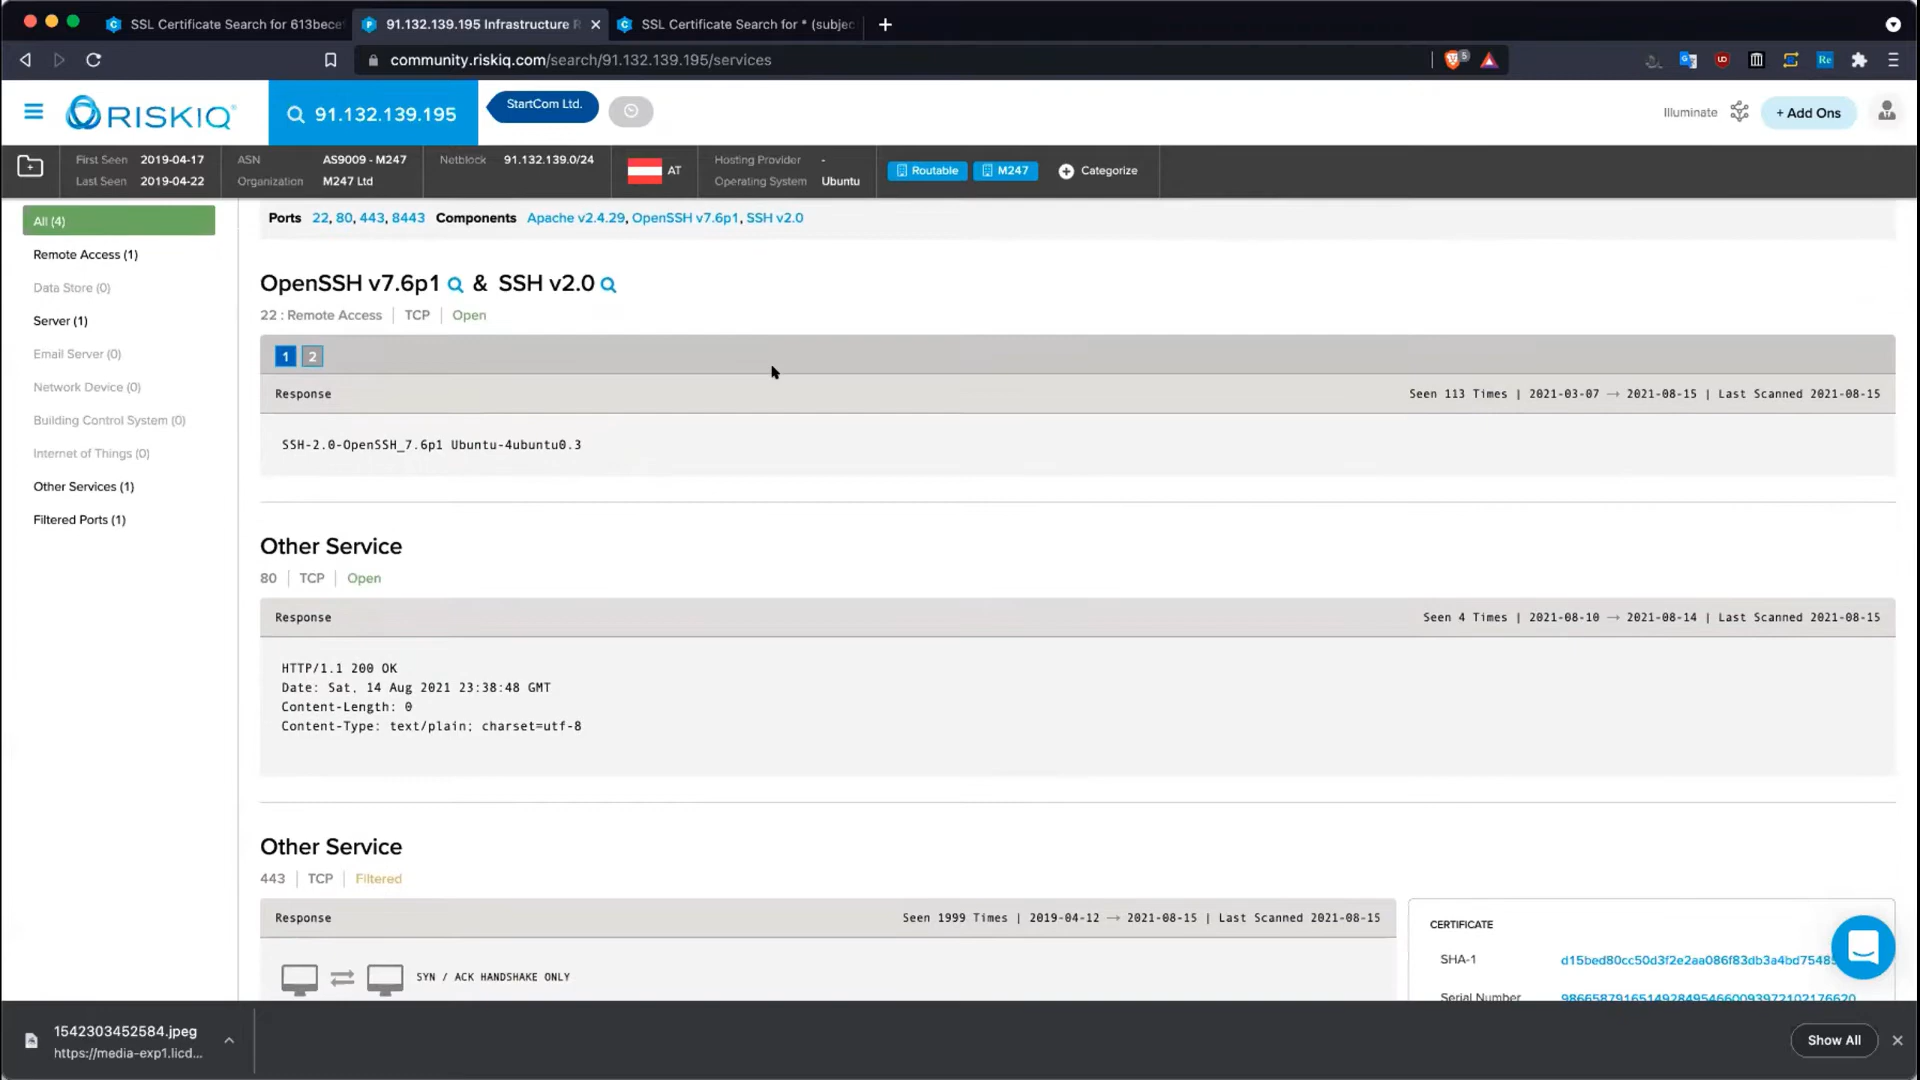 SSL Certificate Search for 613bece
91.132.139.195 Infrastructure R
SSL Certificate Search for * (subjec
community.riskiq.com/search/91.132.139.195/services
5
Re
RISKIQ
91.132.139.195
StartCom Ltd.
Illuminate
+ Add Ons
First Seen 2019-04-17
Last Seen 2019-04-22
ASN AS9009 - M247
Organization M247 Ltd
Netblock 91.132.139.0/24
AT
Hosting Provider -
Operating System Ubuntu
Routable
M247
Categorize
All (4)
Remote Access (1)
Data Store (0)
Server (1)
Email Server (0)
Network Device (0)
Building Control System (0)
Internet of Things (0)
Other Services (1)
Filtered Ports (1)
Ports 22, 80, 443, 8443 Components Apache v2.4.29, OpenSSH v7.6p1, SSH v2.0
OpenSSH v7.6p1 & SSH v2.0
22 : Remote Access | TCP | Open
1 2
Response Seen 113 Times | 2021-03-07 → 2021-08-15 | Last Scanned 2021-08-15
SSH-2.0-OpenSSH_7.6p1 Ubuntu-4ubuntu0.3
Other Service
80 | TCP | Open
Response Seen 4 Times | 2021-08-10 → 2021-08-14 | Last Scanned 2021-08-15
HTTP/1.1 200 OK
Date: Sat, 14 Aug 2021 23:38:48 GMT
Content-Length: 0
Content-Type: text/plain; charset=utf-8
Other Service
443 | TCP | Filtered
Response Seen 1999 Times | 2019-04-12 → 2021-08-15 | Last Scanned 2021-08-15
SYN / ACK HANDSHAKE ONLY
CERTIFICATE
SHA-1 d15bed80cc50d3f2e2aa086f83db3a4bd7548
Serial Number
1542303452584.jpeg
https://media-exp1.licd...
Show All